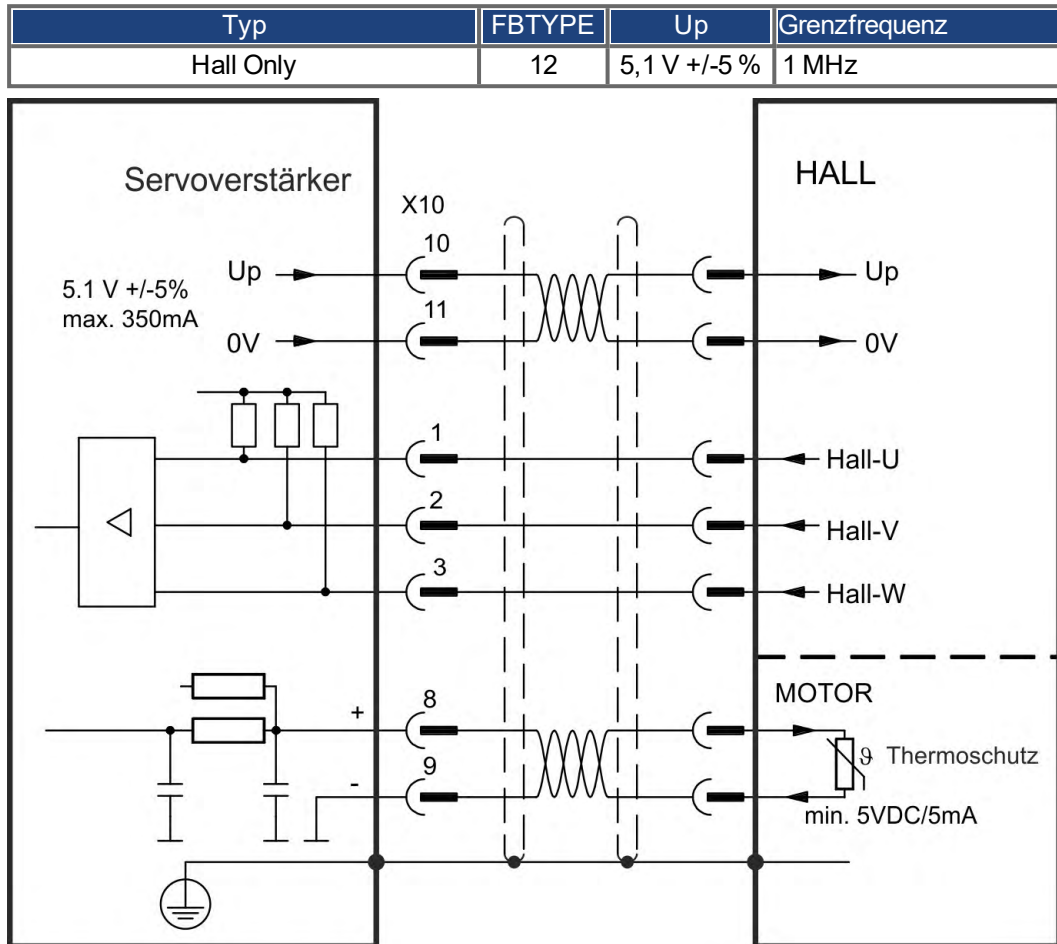 Typ FBTYPE Up Grenzfrequenz
Hall Only 12 5,1 V +/-5 % 1 MHz
Servoverstärker
HALL
X10
10
Up
Up
5.1 V +/-5%
max. 350mA
11
0V
0V
1
Hall-U
2
Hall-V
3
Hall-W
MOTOR
+
8
ϑ Thermoschutz
9
-
min. 5VDC/5mA